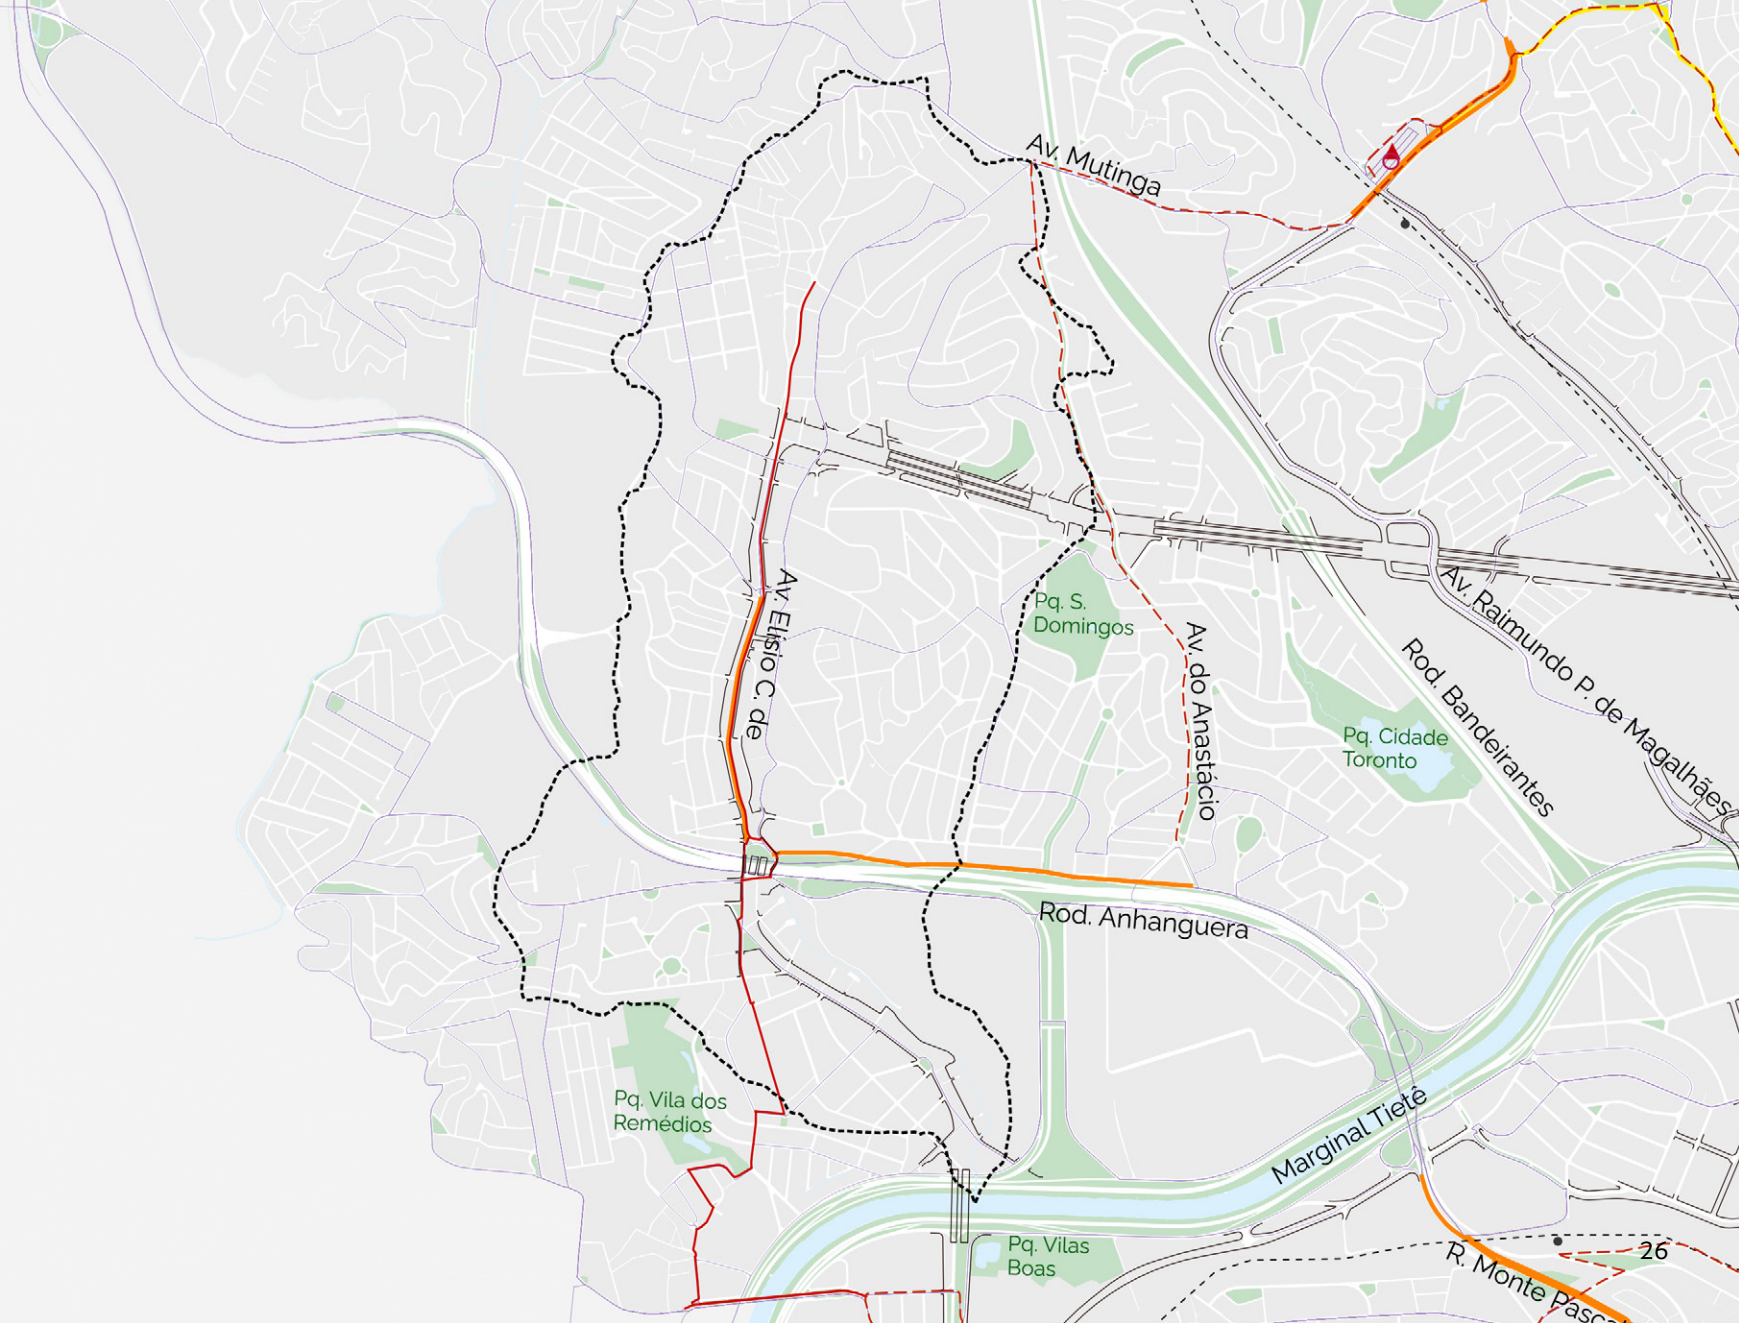 Av. Mutinga
Av. Elísio C. de
Pq. S.
Domingos
Av. do Anastácio
Av. Raimundo P. de Magalhães
Rod. Bandeirantes
Pq. Cidade
Toronto
Rod. Anhanguera
Pq. Vila dos
Remédios
Marginal Tietê
Pq. Vilas
Boas
26
R. Monte Pascal